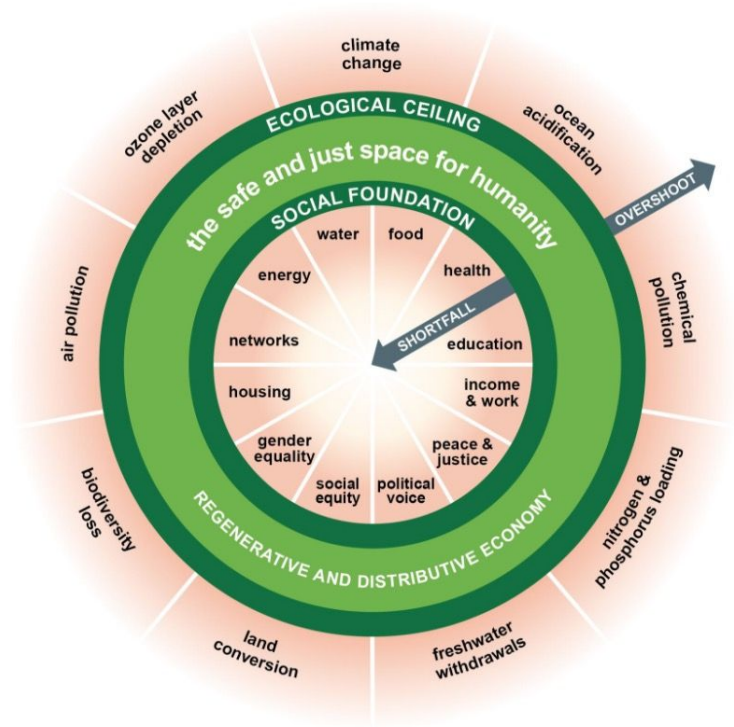 climate
change
ocean
acidification
chemical
pollution
nitrogen &
phosphorus loading
freshwater
withdrawals
land
conversion
biodiversity
loss
air pollution
ozone layer
depletion
OVERSHOOT
ECOLOGICAL CEILING
the safe and just space for humanity
SOCIAL FOUNDATION
water
food
health
SHORTFALL
education
income
& work
peace &
justice
political
voice
social
equity
gender
equality
housing
networks
energy
REGENERATIVE AND DISTRIBUTIVE ECONOMY